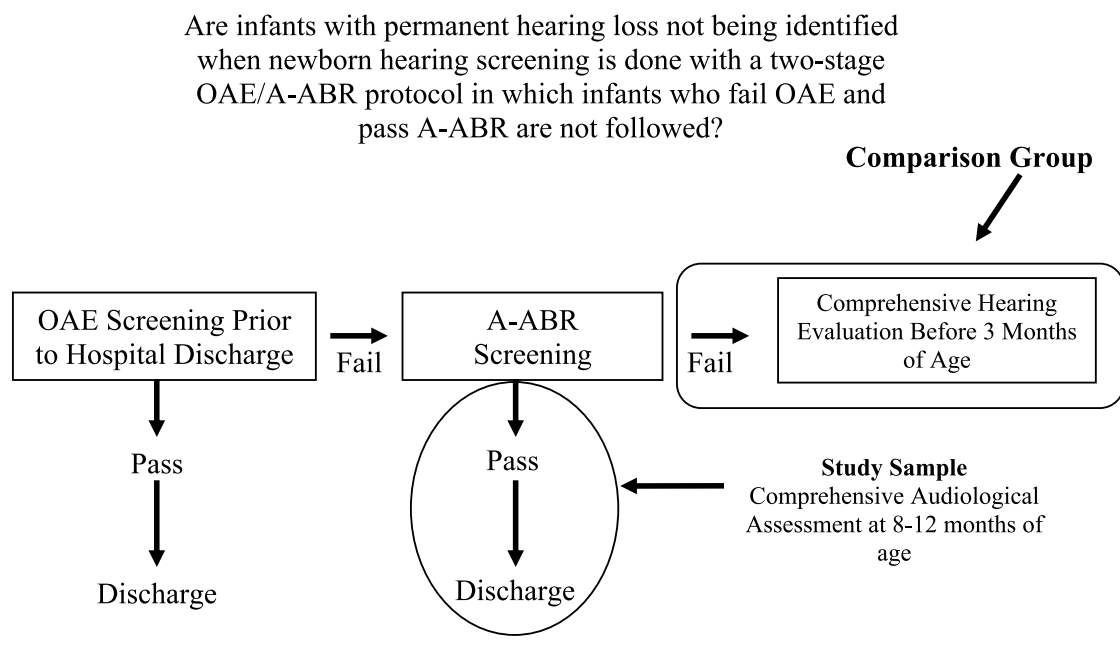 Are infants with permanent hearing loss not being identified
when newborn hearing screening is done with a two-stage
OAE/A-ABR protocol in which infants who fail OAE and
pass A-ABR are not followed?
Comparison Group
OAE Screening Prior
to Hospital Discharge
Fail
A-ABR
Screening
Fail
Comprehensive Hearing
Evaluation Before 3 Months
of Age
Pass
Discharge
Pass
Discharge
Study Sample
Comprehensive Audiological
Assessment at 8-12 months of
age